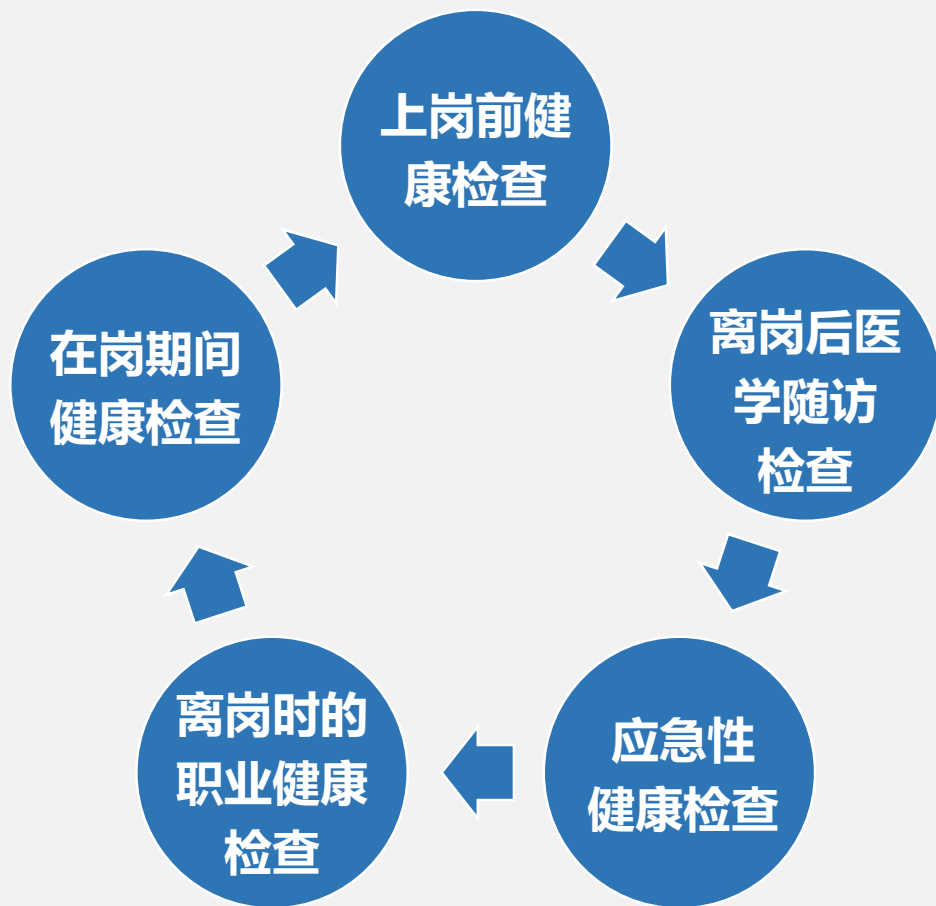 上岗前健
康检查
离岗后医
学随访
检查
应急性
健康检查
离岗时的
职业健康
检查
在岗期间
健康检查